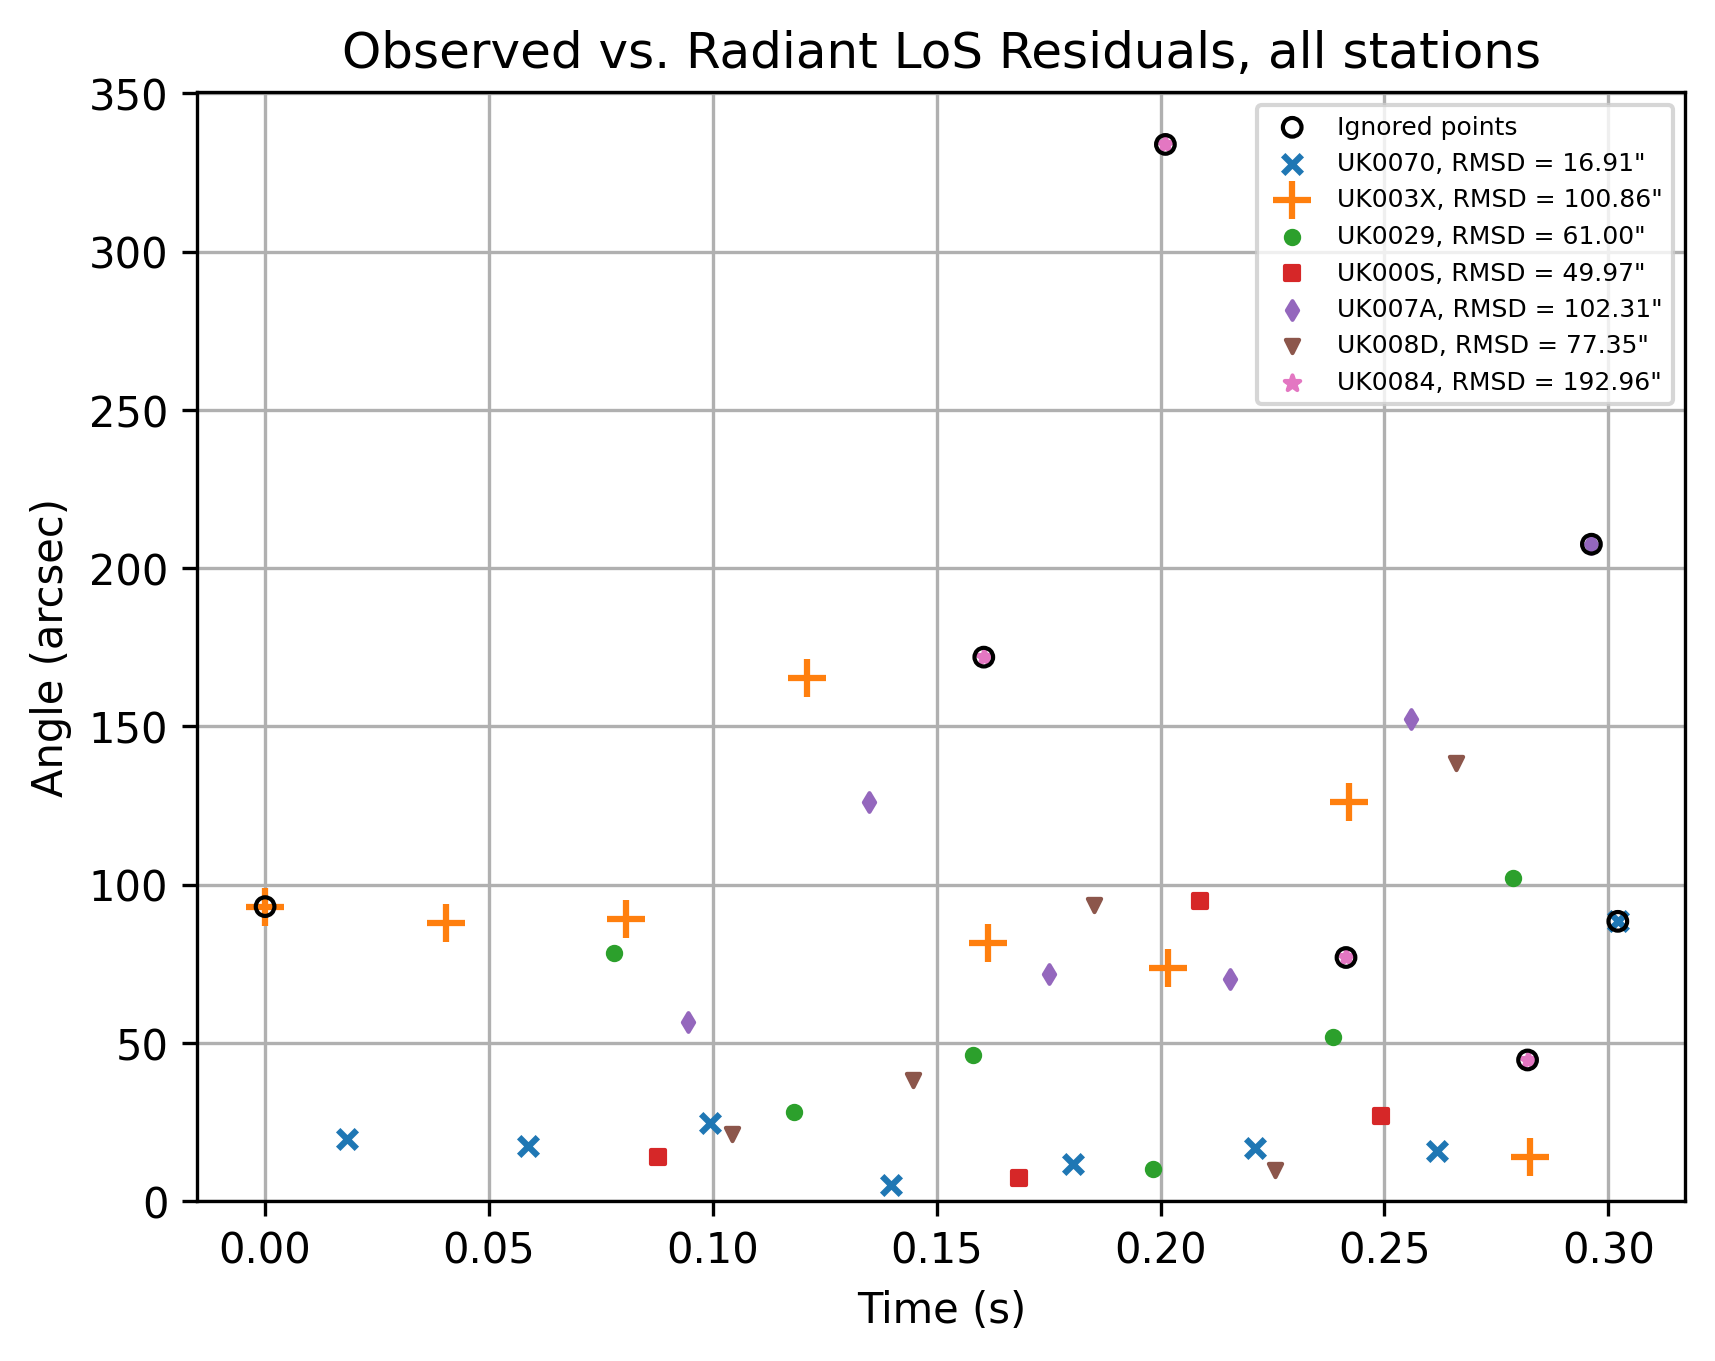 Observed vs. Radiant LoS Residuals, all stations
350
300
250
200
150
100
50
0
Angle (arcsec)
Ignored points
UK0070, RMSD = 16.91"
UK003X, RMSD = 100.86"
UK0029, RMSD = 61.00"
UK000S, RMSD = 49.97"
UK007A, RMSD = 102.31"
UK008D, RMSD = 77.35"
UK0084, RMSD = 192.96"
0.00 0.05 0.10 0.15 0.20 0.25 0.30
Time (s)